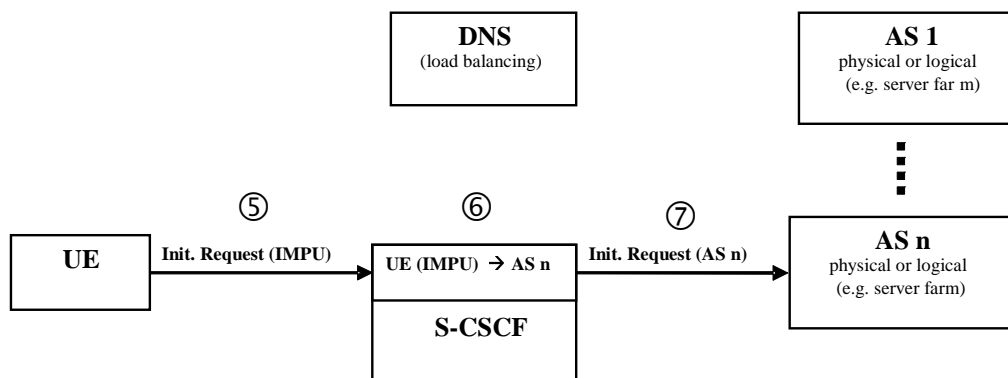 DNS
(load balancing)
AS 1
physical or logical
(e.g. server far m)
⑤
⑥
⑦
UE
Init. Request (IMPU)
UE (IMPU) → AS n
Init. Request (AS n)
S-CSCF
AS n
physical or logical
(e.g. server farm)